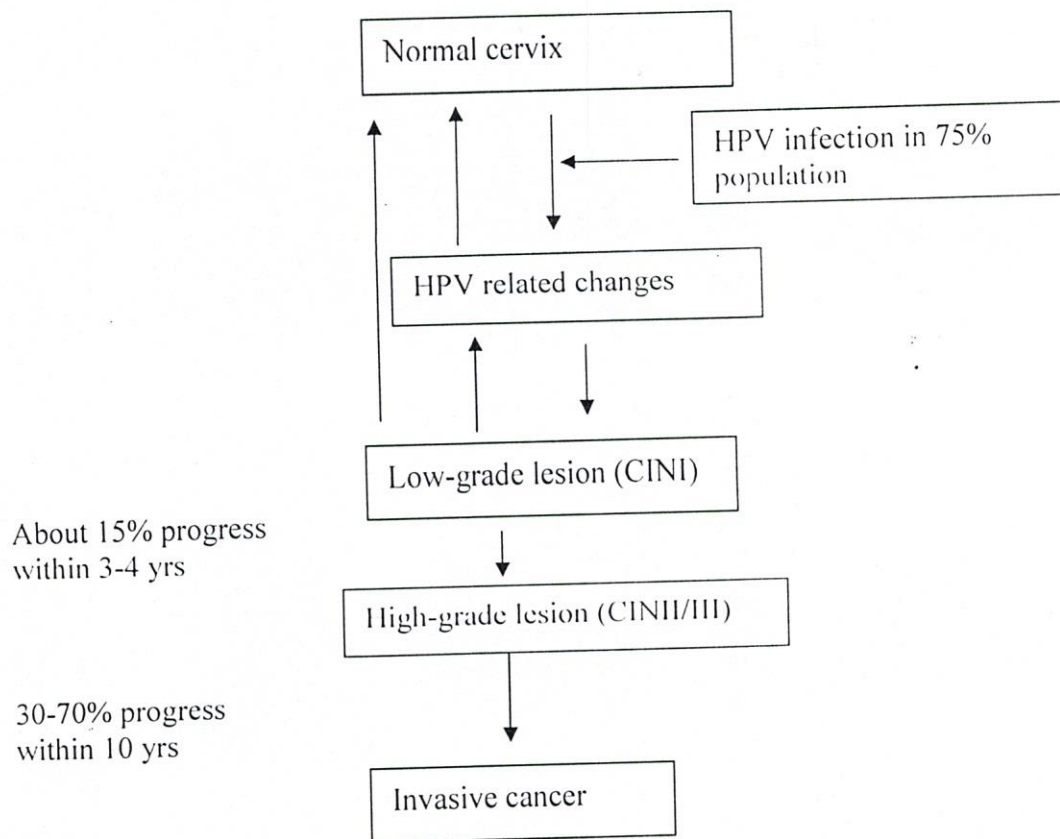 Normal cervix
HPV infection in 75%
population
HPV related changes
Low-grade lesion (CINI)
About 15% progress
within 3-4 yrs
High-grade lesion (CINII/III)
30-70% progress
within 10 yrs
Invasive cancer